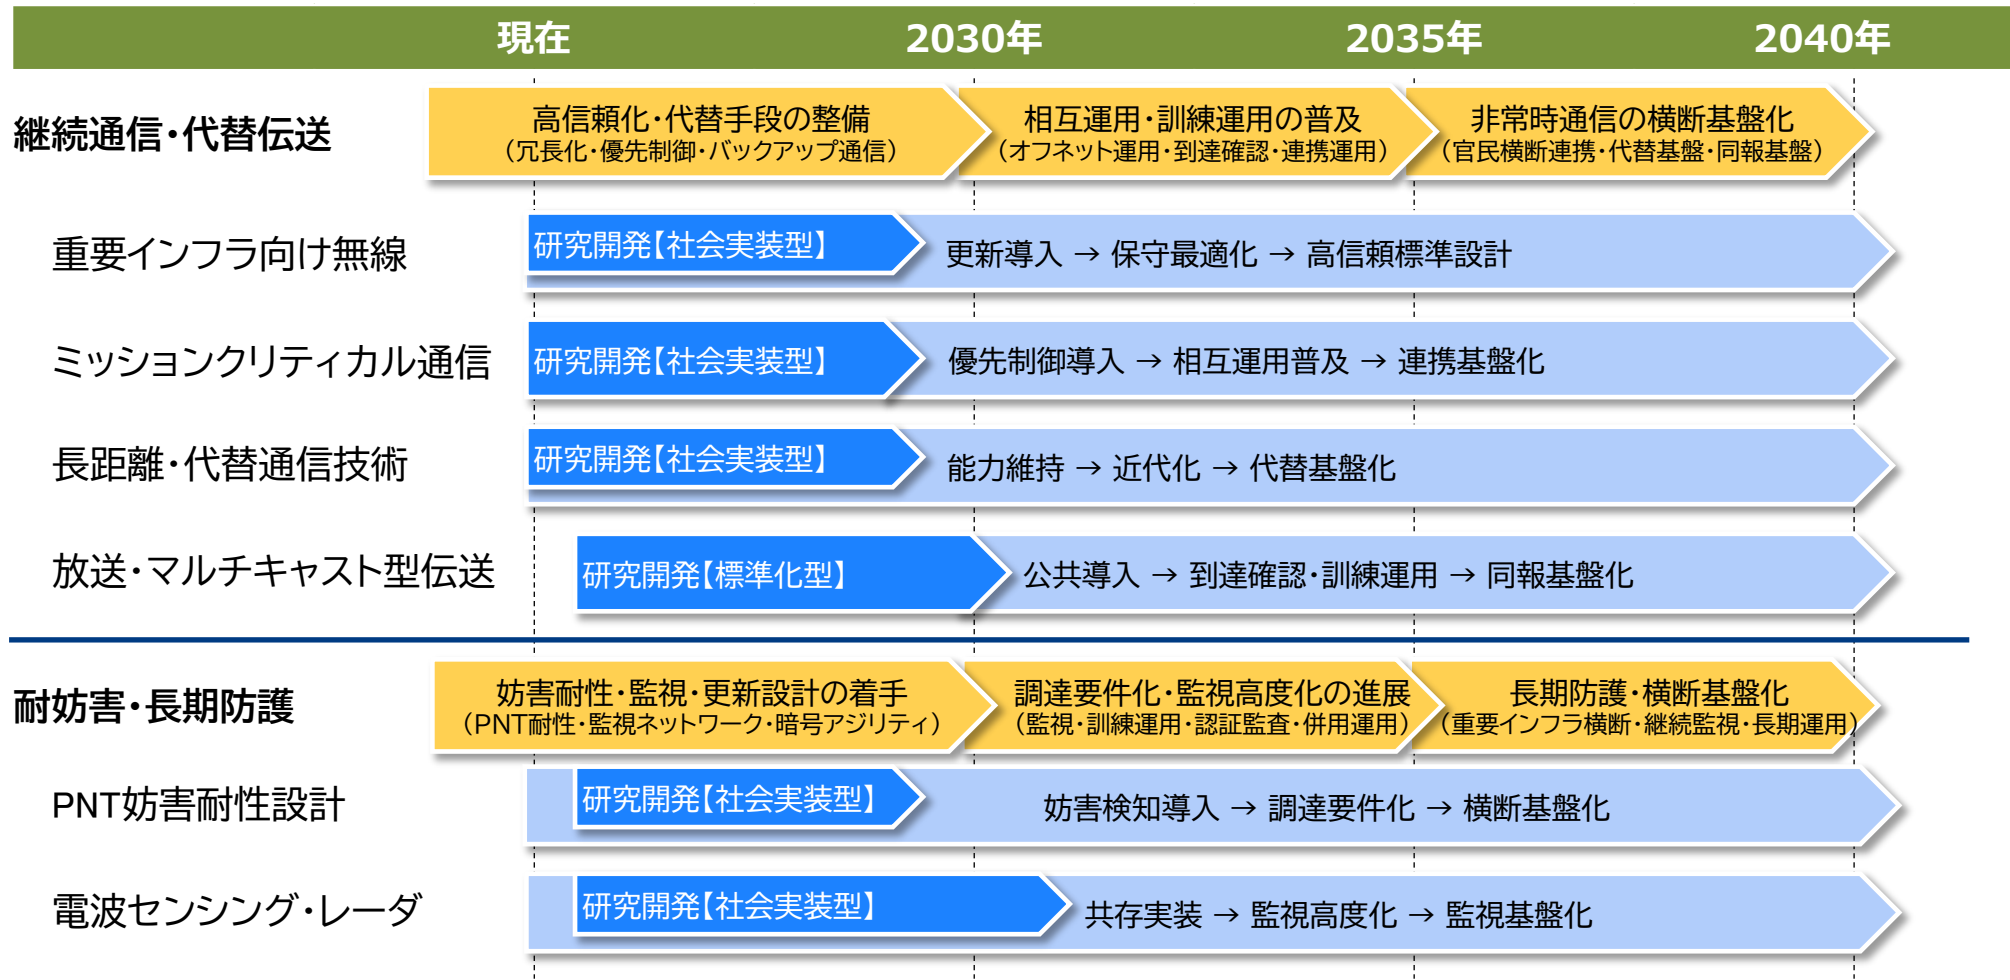 現在
2030年
2035年
2040年
継続通信・代替伝送
高信頼化・代替手段の整備
（冗長化・優先制御・バックアップ通信）
相互運用・訓練運用の普及
（オフネット運用・到達確認・連携運用）
非常時通信の横断基盤化
（官民横断連携・代替基盤・同報基盤）
重要インフラ向け無線
研究開発【社会実装型】
更新導入 → 保守最適化 → 高信頼標準設計
ミッションクリティカル通信
研究開発【社会実装型】
優先制御導入 → 相互運用普及 → 連携基盤化
長距離・代替通信技術
研究開発【社会実装型】
能力維持 → 近代化 → 代替基盤化
放送・マルチキャスト型伝送
研究開発【標準化型】
公共導入 → 到達確認・訓練運用 → 同報基盤化
耐妨害・長期防護
妨害耐性・監視・更新設計の着手
（PNT耐性・監視ネットワーク・暗号アジリティ）
調達要件化・監視高度化の進展
（監視・訓練運用・認証監査・併用運用）
長期防護・横断基盤化
（重要インフラ横断・継続監視・長期運用）
PNT妨害耐性設計
研究開発【社会実装型】
妨害検知導入 → 調達要件化 → 横断基盤化
電波センシング・レーダ
研究開発【社会実装型】
共存実装 → 監視高度化 → 監視基盤化